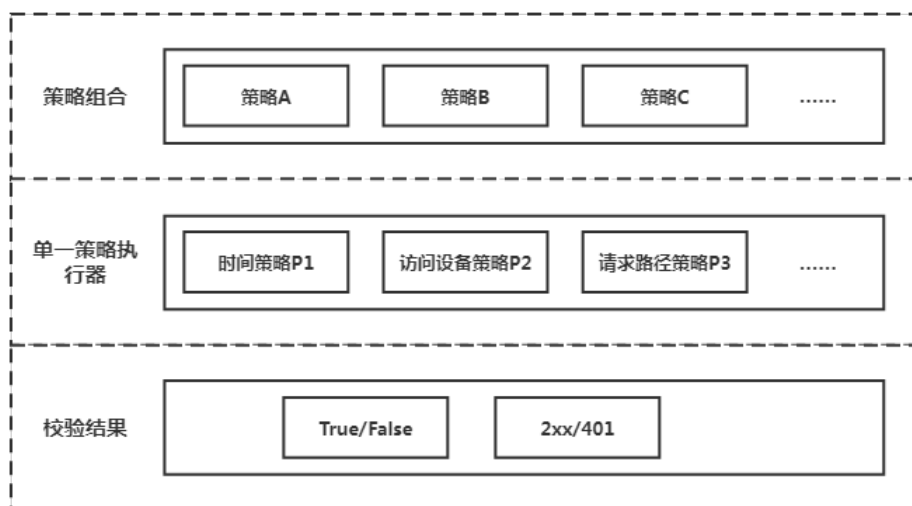 策略组合
策略A
策略B
策略C
......
单一策略执
行器
时间策略P1
访问设备策略P2
请求路径策略P3
......
校验结果
True/False
2xx/401